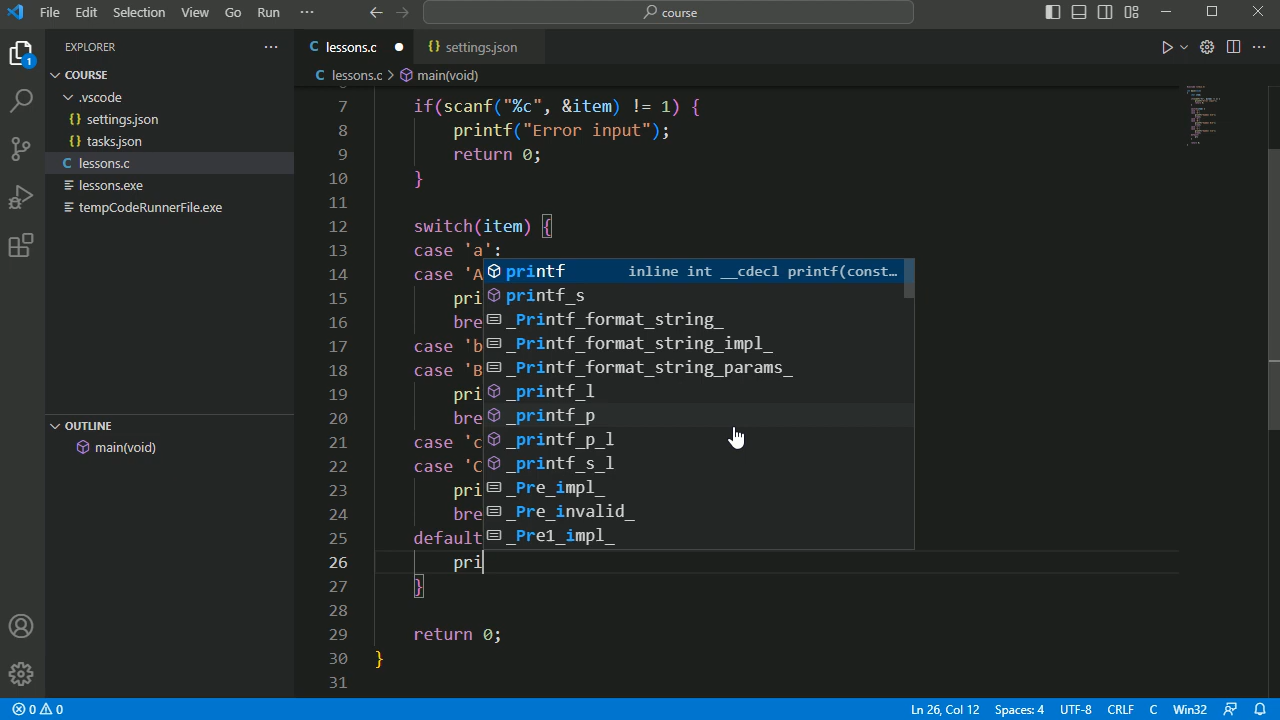 File Edit Selection View Go Run ··· course
EXPLORER ···
COURSE
.vscode
{} settings.json
{} tasks.json
C lessons.c
lessons.exe
tempCodeRunnerFile.exe
OUTLINE
main(void)
1
C lessons.c ● {} settings.json
C lessons.c > main(void)
7 if(scanf("%c", &item) != 1) {
8 printf("Error input");
9 return 0;
10 }
11
12 switch(item) {
13 case 'a':
14 case 'A
15 pri
16 bre
17 case 'b
18 case 'B
19 pri
20 bre
21 case 'c
22 case 'C
23 pri
24 bre
25 default
26 pri
27 }
28
29 return 0;
30 }
31
printf inline int __cdecl printf(const…
printf_s
_Printf_format_string_
_Printf_format_string_impl_
_Printf_format_string_params_
_printf_l
_printf_p
_printf_p_l
_printf_s_l
_Pre_impl_
_Pre_invalid_
_Pre1_impl_
0 0 Ln 26, Col 12 Spaces: 4 UTF-8 CRLF C Win32